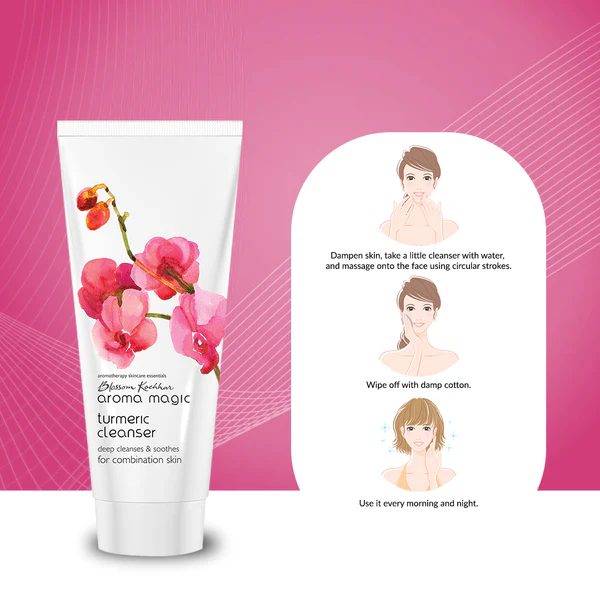 aromatherapy skincare essentials
Blossom Kochhar
aroma magic
turmeric
cleanser
deep cleanses & soothes
for combination skin
Dampen skin, take a little cleanser with water,
and massage onto the face using circular strokes.
Wipe off with damp cotton.
Use it every morning and night.